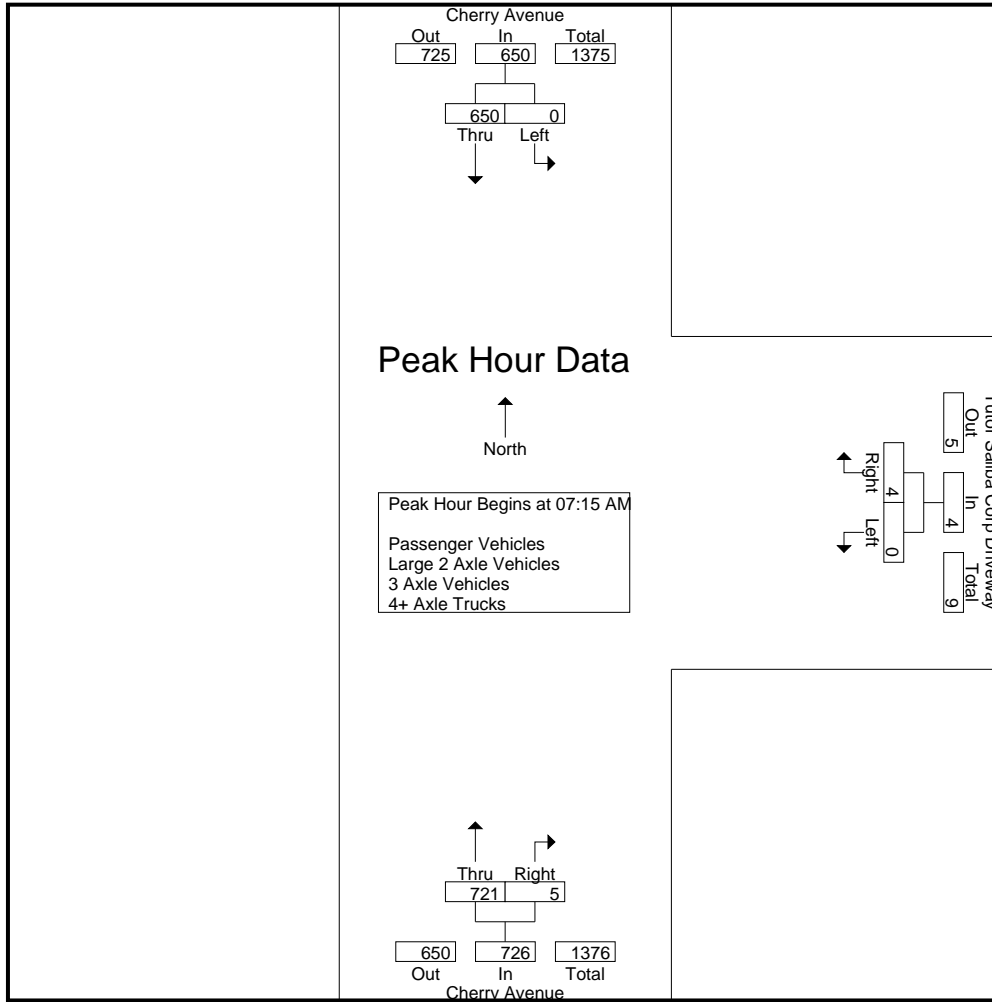 Cherry Avenue
Out In Total
725 650 1375
650 0
Thru Left
Peak Hour Data
North
Peak Hour Begins at 07:15 AM
Passenger Vehicles
Large 2 Axle Vehicles
3 Axle Vehicles
4+ Axle Trucks
Saliba Corp Driveway
Out In Total
5 4 9
Right Left
4 0
Thru Right
721 5
650 726 1376
Out In Total
Cherry Avenue